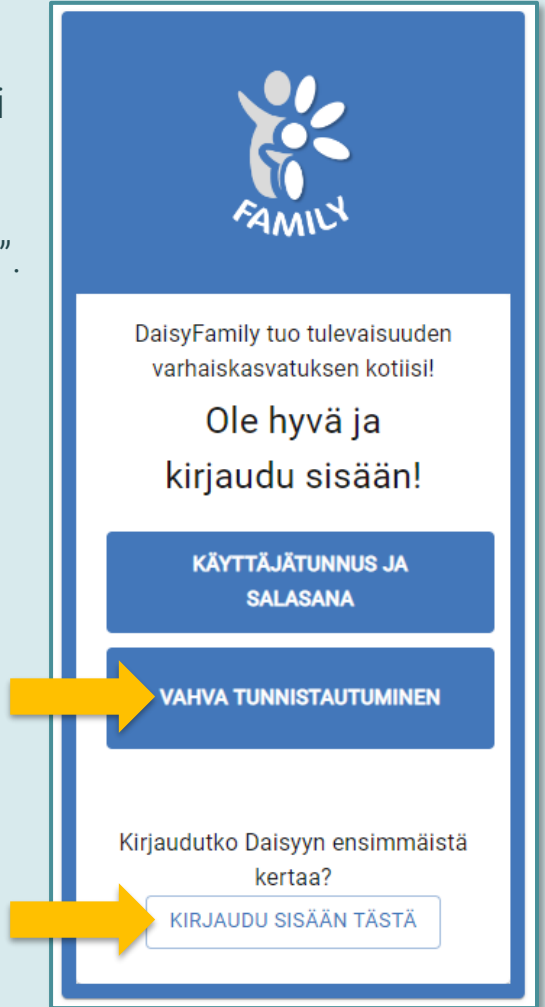 i
”.
FAMILY
DaisyFamily tuo tulevaisuuden
varhaiskasvatuksen kotiisi!
Ole hyvä ja
kirjaudu sisään!
KÄYTTÄJÄTUNNUS JA
SALASANA
VAHVA TUNNISTAUTUMINEN
Kirjaudutko Daisyyn ensimmäistä
kertaa?
KIRJAUDU SISÄÄN TÄSTÄ